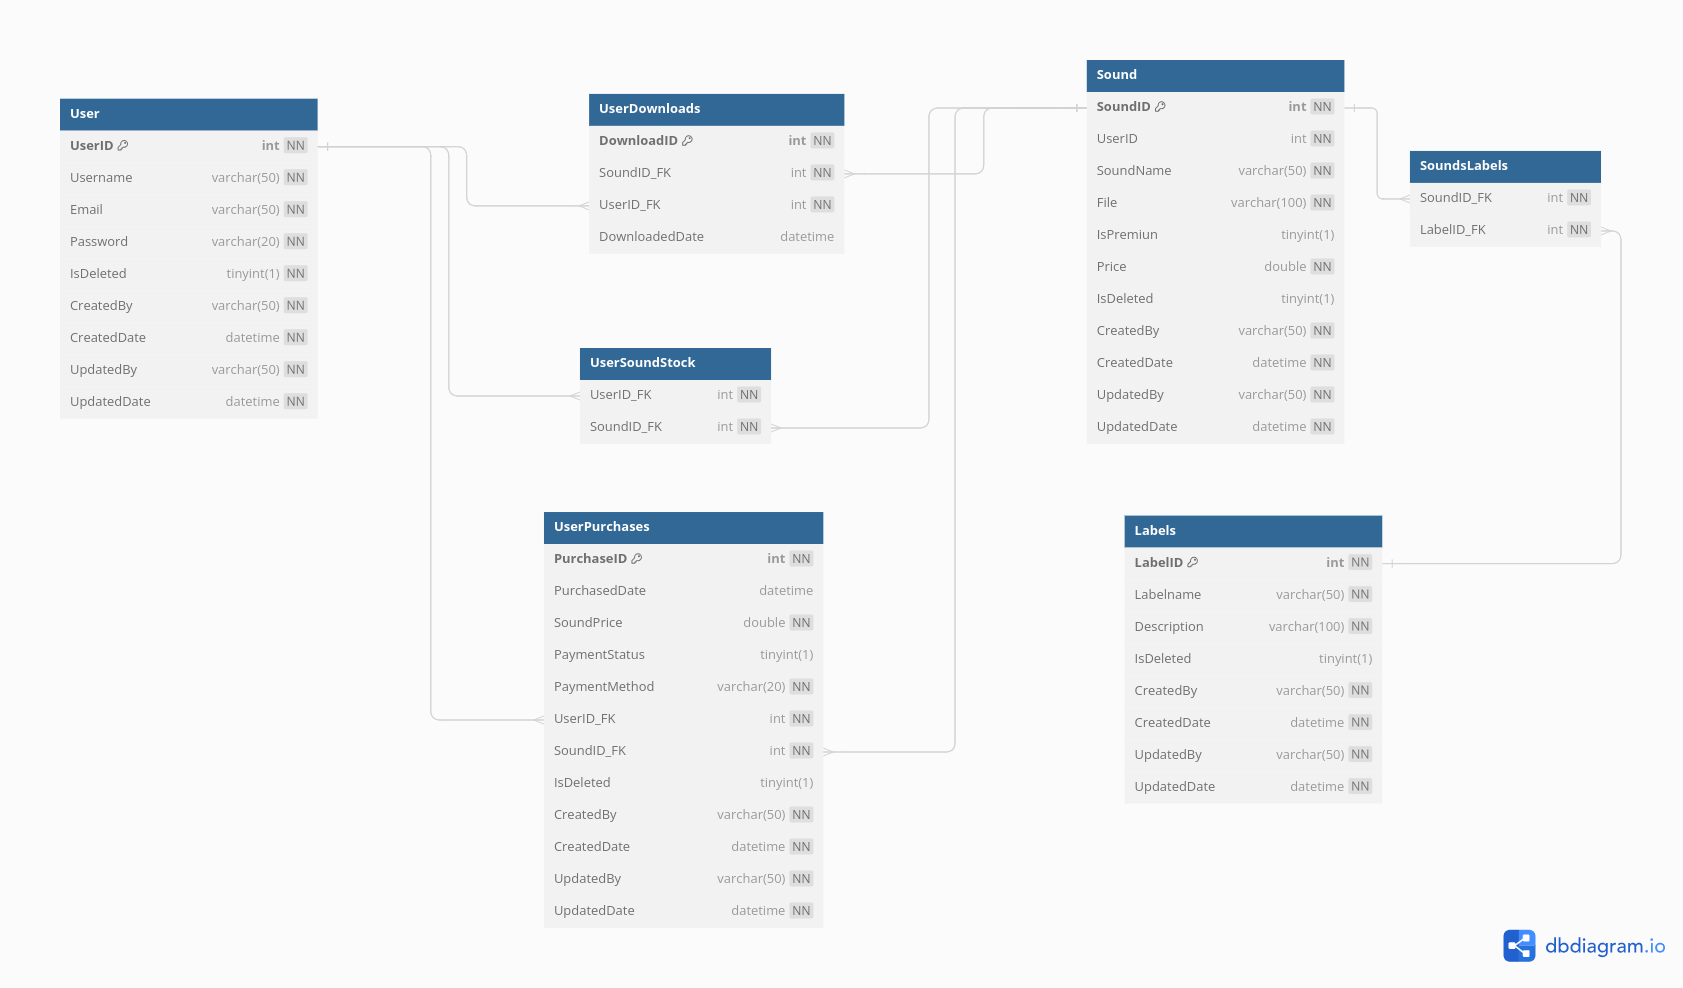 User
UserID int NN
Username varchar(50) NN
Email varchar(50) NN
Password varchar(20) NN
IsDeleted tinyint(1) NN
CreatedBy varchar(50) NN
CreatedDate datetime NN
UpdatedBy varchar(50) NN
UpdatedDate datetime NN
UserDownloads
DownloadID int NN
SoundID_FK int NN
UserID_FK int NN
DownloadedDate datetime
UserSoundStock
UserID_FK int NN
SoundID_FK int NN
UserPurchases
PurchaseID int NN
PurchasedDate datetime
SoundPrice double NN
PaymentStatus tinyint(1)
PaymentMethod varchar(20) NN
UserID_FK int NN
SoundID_FK int NN
IsDeleted tinyint(1)
CreatedBy varchar(50) NN
CreatedDate datetime NN
UpdatedBy varchar(50) NN
UpdatedDate datetime NN
Sound
SoundID int NN
UserID int NN
SoundName varchar(50) NN
File varchar(100) NN
IsPremiun tinyint(1)
Price double NN
IsDeleted tinyint(1)
CreatedBy varchar(50) NN
CreatedDate datetime NN
UpdatedBy varchar(50) NN
UpdatedDate datetime NN
SoundsLabels
SoundID_FK int NN
LabelID_FK int NN
Labels
LabelID int NN
Labelname varchar(50) NN
Description varchar(100) NN
IsDeleted tinyint(1)
CreatedBy varchar(50) NN
CreatedDate datetime NN
UpdatedBy varchar(50) NN
UpdatedDate datetime NN
dbdiagram.io